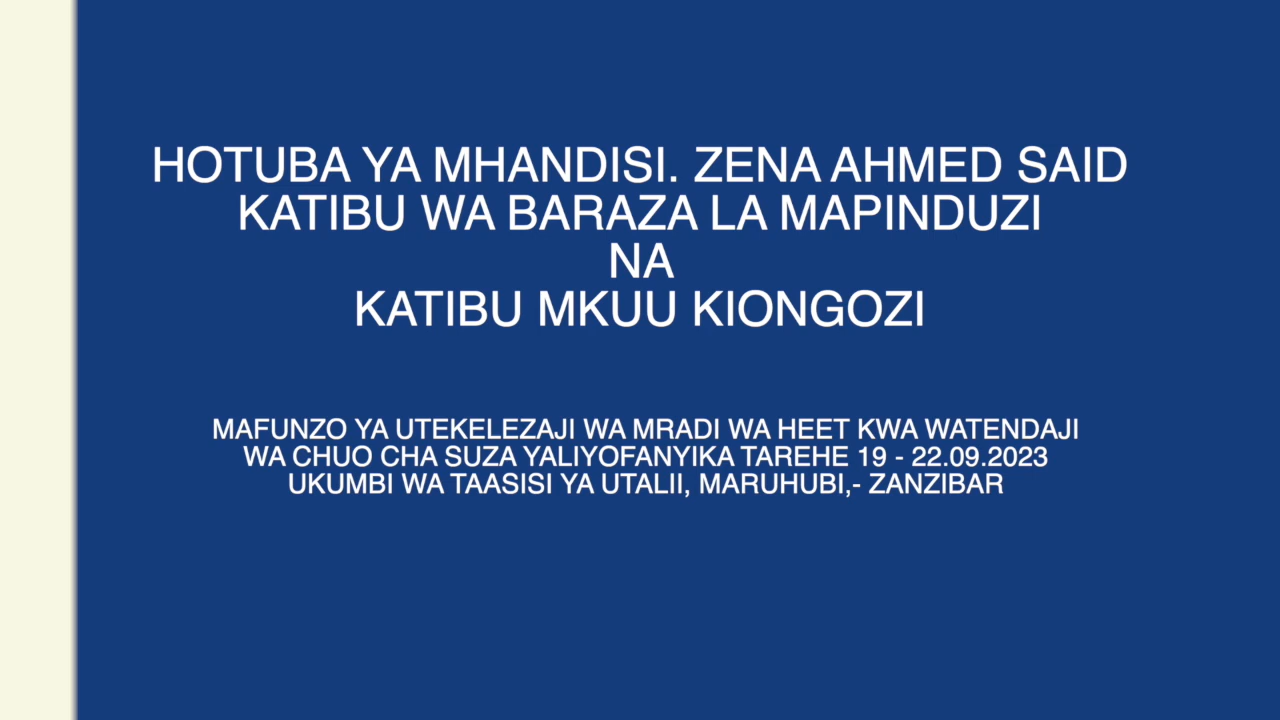 HOTUBA YA MHANDISI. ZENA AHMED SAID
KATIBU WA BARAZA LA MAPINDUZI
NA
KATIBU MKUU KIONGOZI
MAFUNZO YA UTEKELEZAJI WA MRADI WA HEET KWA WATENDAJI
WA CHUO CHA SUZA YALIYOFANYIKA TAREHE 19 - 22.09.2023
UKUMBI WA TAASISI YA UTALII, MARUHUBI,- ZANZIBAR